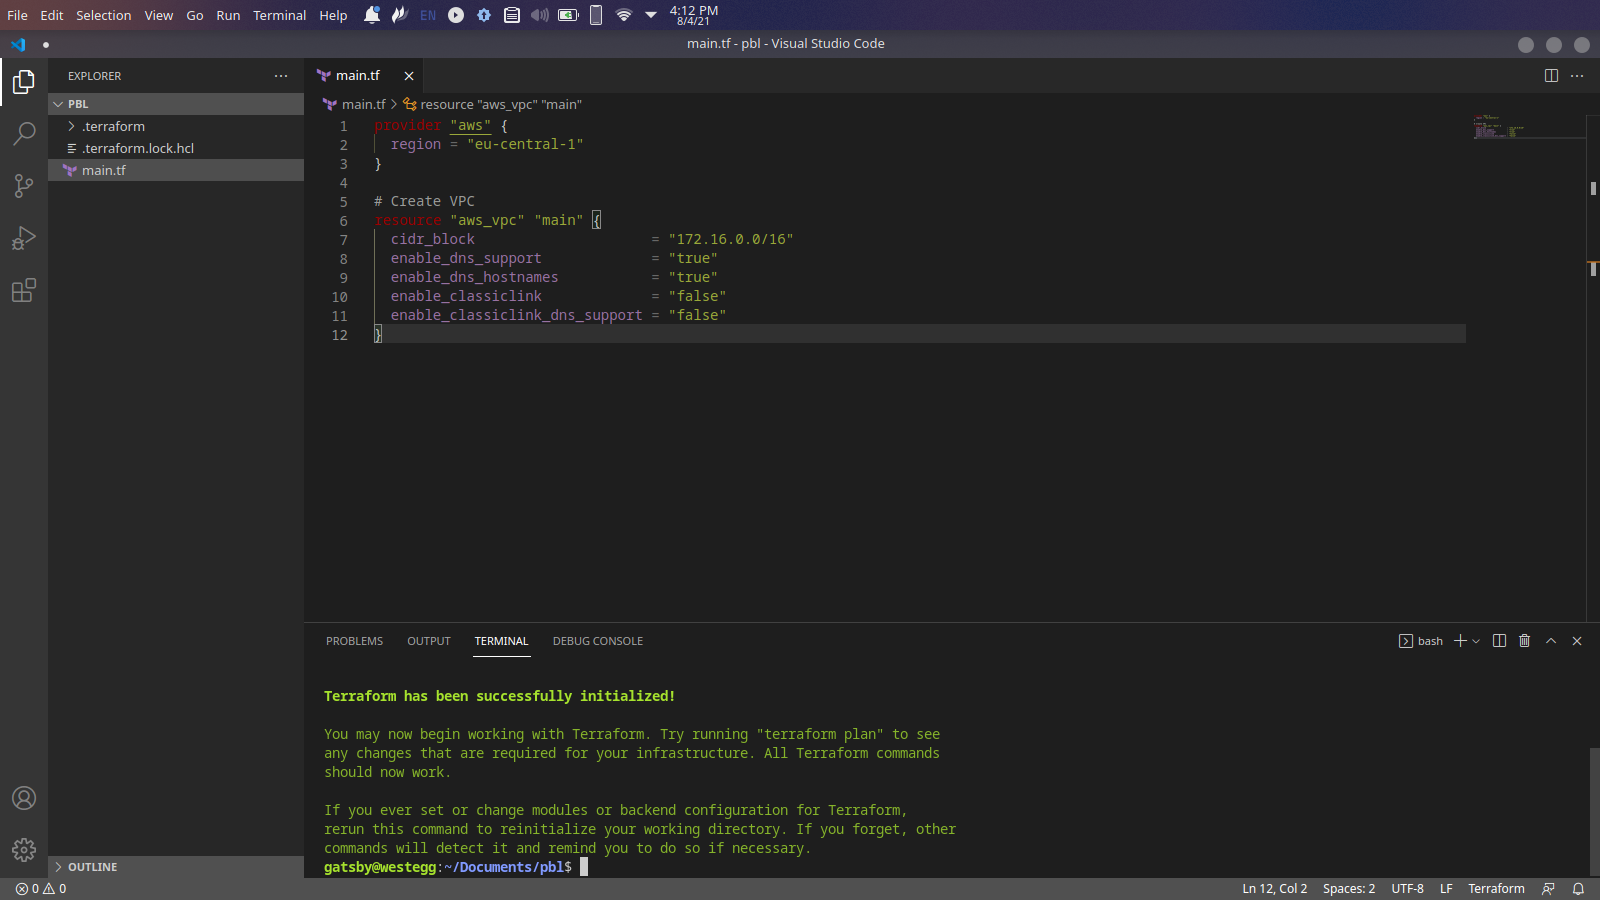 File Edit Selection View Go Run Terminal Help EN 4:12 PM
8/4/21
main.tf - pbl - Visual Studio Code
EXPLORER
main.tf
PBL
main.tf > resource "aws_vpc" "main"
.terraform
.terraform.lock.hcl
main.tf
1 provider "aws" {
2   region = "eu-central-1"
3 }
4
5 # Create VPC
6 resource "aws_vpc" "main" {
7   cidr_block                     = "172.16.0.0/16"
8   enable_dns_support             = "true"
9   enable_dns_hostnames           = "true"
10   enable_classiclink             = "false"
11   enable_classiclink_dns_support = "false"
12 }
PROBLEMS OUTPUT TERMINAL DEBUG CONSOLE bash
Terraform has been successfully initialized!
You may now begin working with Terraform. Try running "terraform plan" to see
any changes that are required for your infrastructure. All Terraform commands
should now work.
If you ever set or change modules or backend configuration for Terraform,
rerun this command to reinitialize your working directory. If you forget, other
commands will detect it and remind you to do so if necessary.
gatsby@westegg:~/Documents/pbl$
OUTLINE
0 0 Ln 12, Col 2 Spaces: 2 UTF-8 LF Terraform